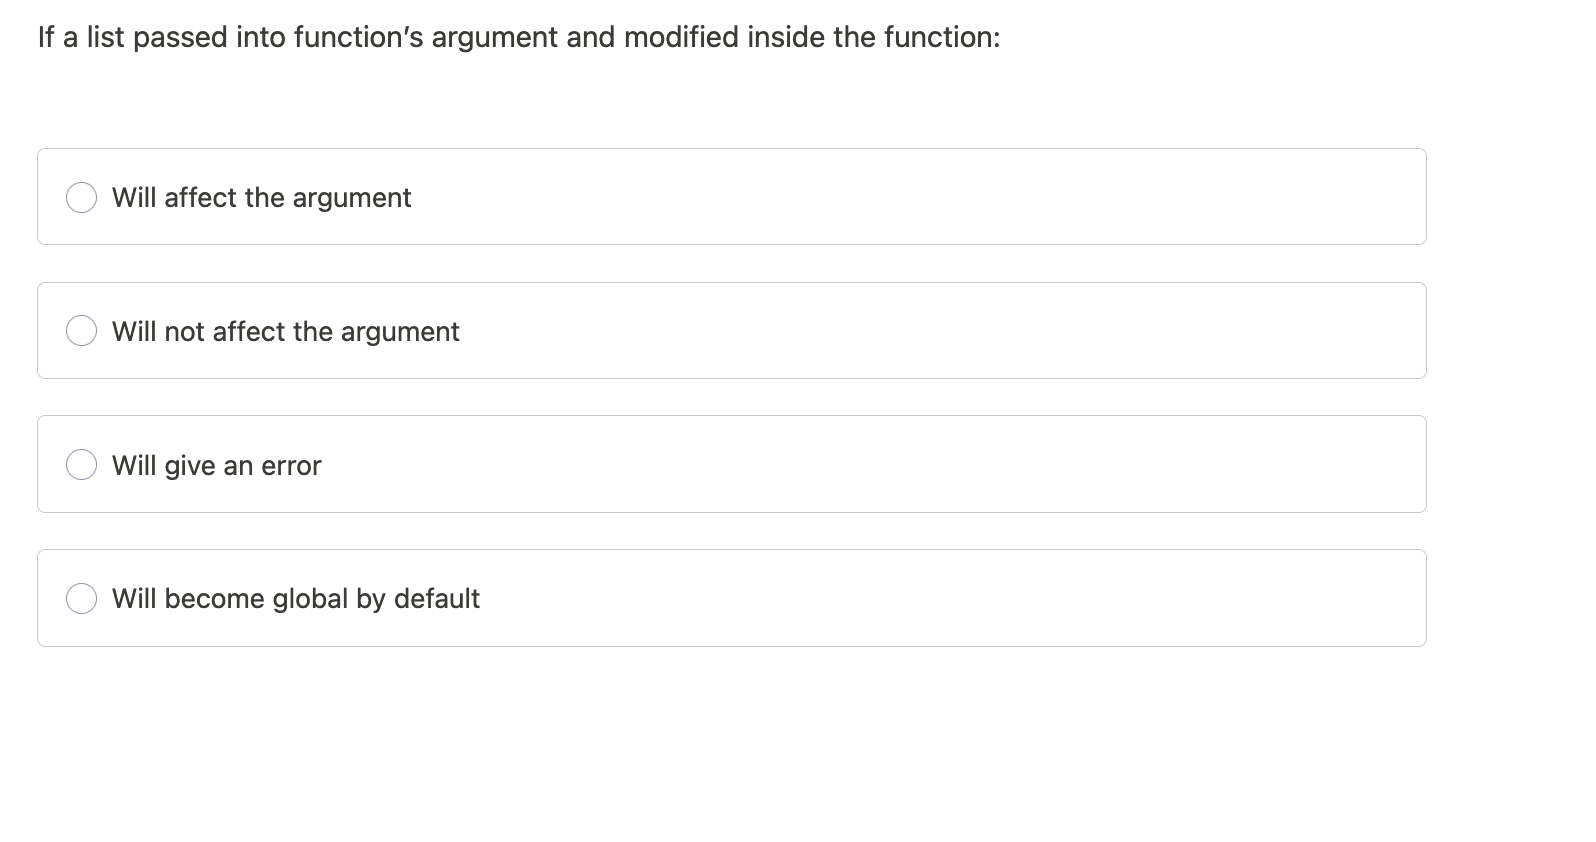 If a list passed into function’s argument and modified inside the function:
Will affect the argument
Will not affect the argument
Will give an error
Will become global by default